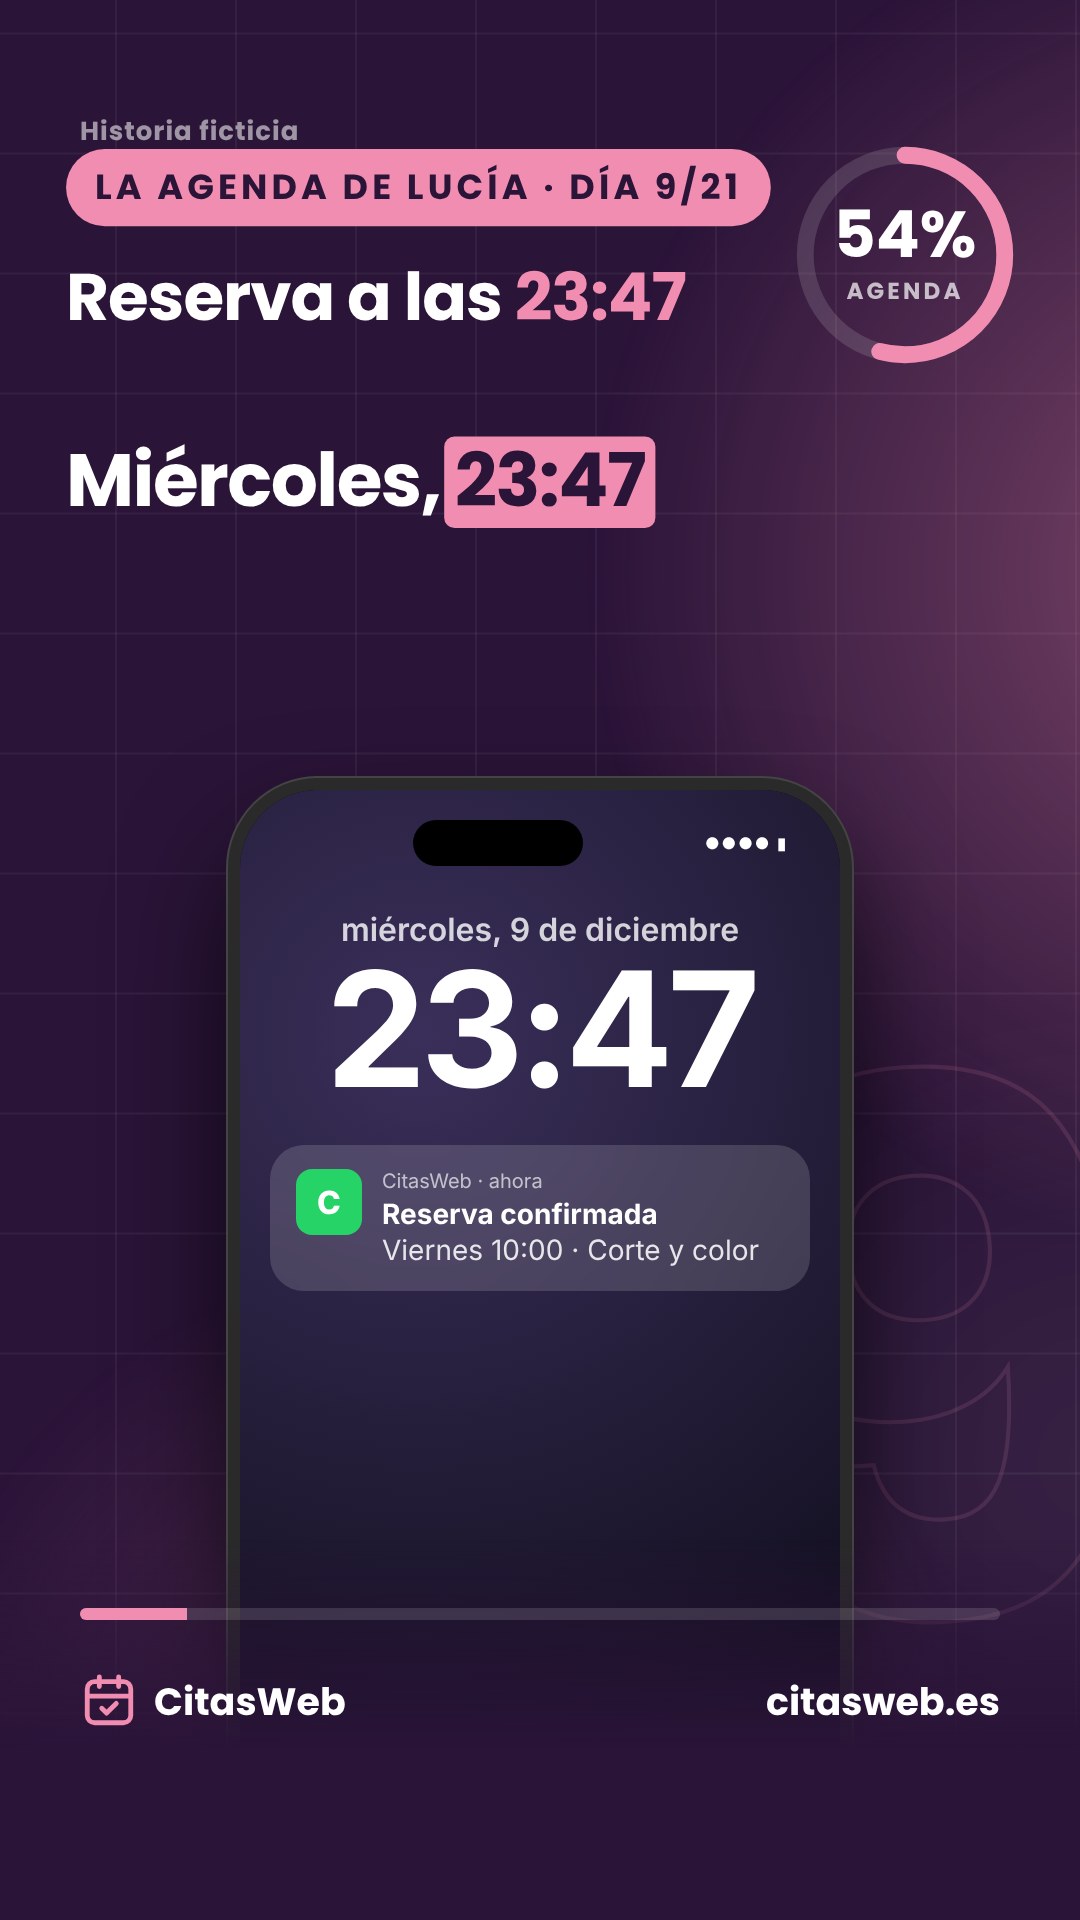 Historia ficticia
LA AGENDA DE LUCÍA · DÍA 9/21
Reserva a las 23:47
54%
AGENDA
Miércoles, 23:47
miércoles, 9 de diciembre
23:47
C
CitasWeb · ahora
Reserva confirmada
Viernes 10:00 · Corte y color
9
CitasWeb
citasweb.es